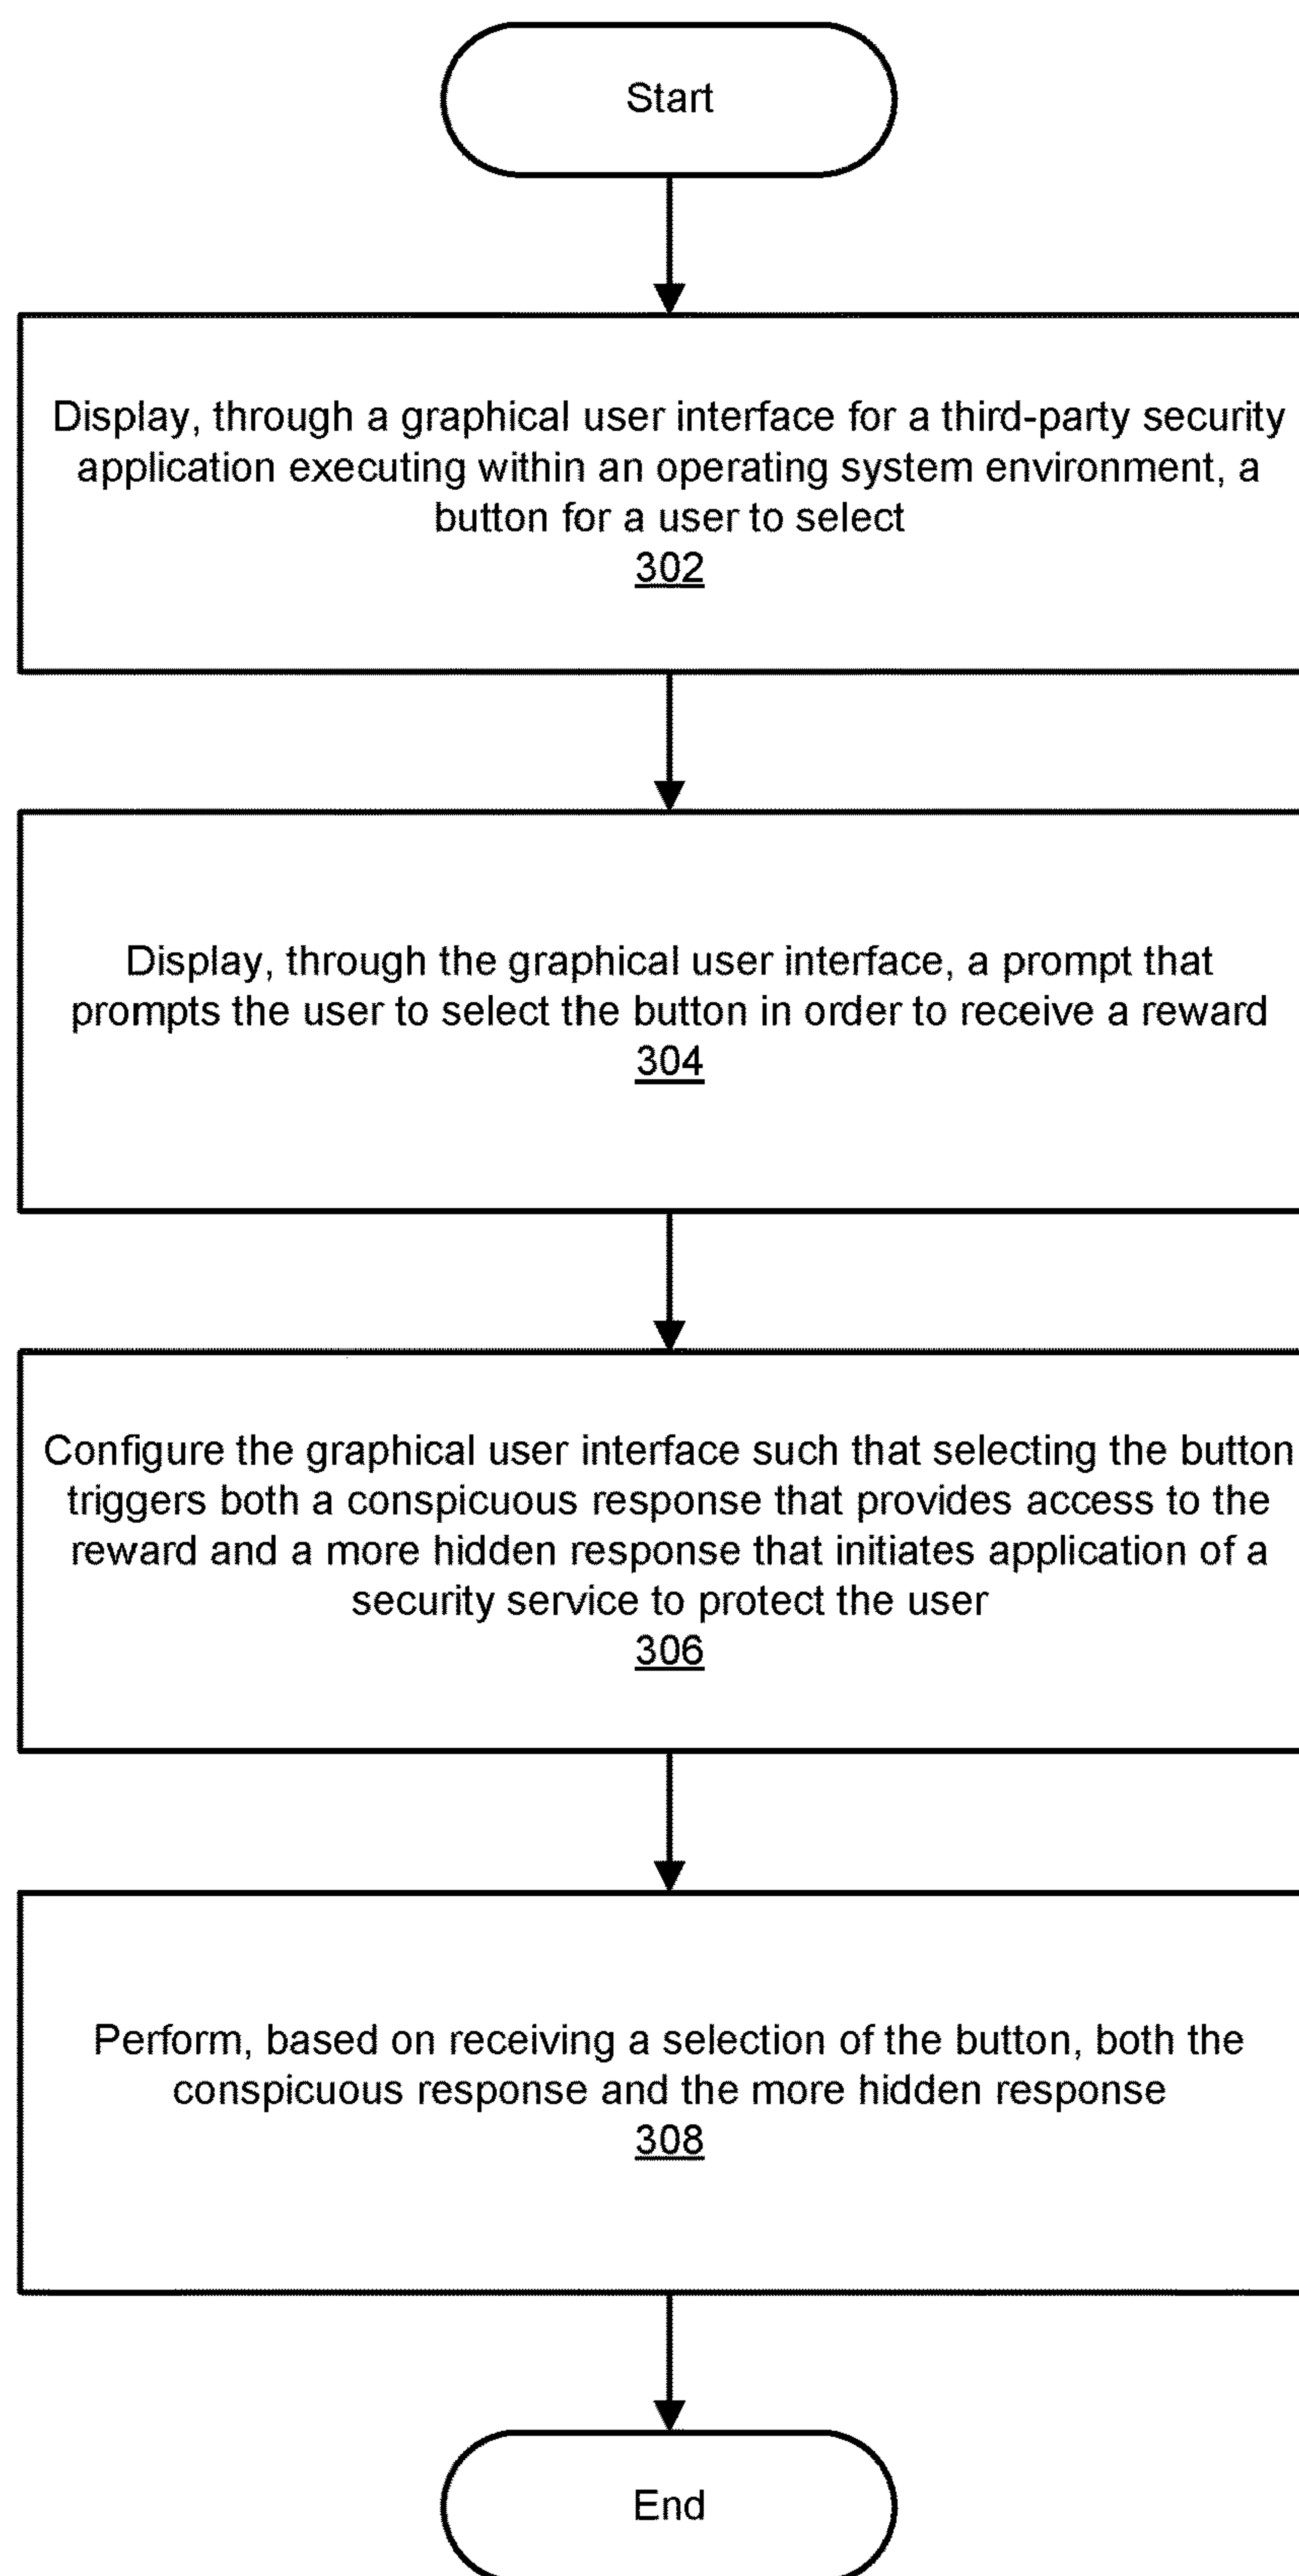 Start
Display, through a graphical user interface for a third-party security
application executing within an operating system environment, a
button for a user to select
302
Display, through the graphical user interface, a prompt that
prompts the user to select the button in order to receive a reward
304
Configure the graphical user interface such that selecting the button
triggers both a conspicuous response that provides access to the
reward and a more hidden response that initiates application of a
security service to protect the user
306
Perform, based on receiving a selection of the button, both the
conspicuous response and the more hidden response
308
End